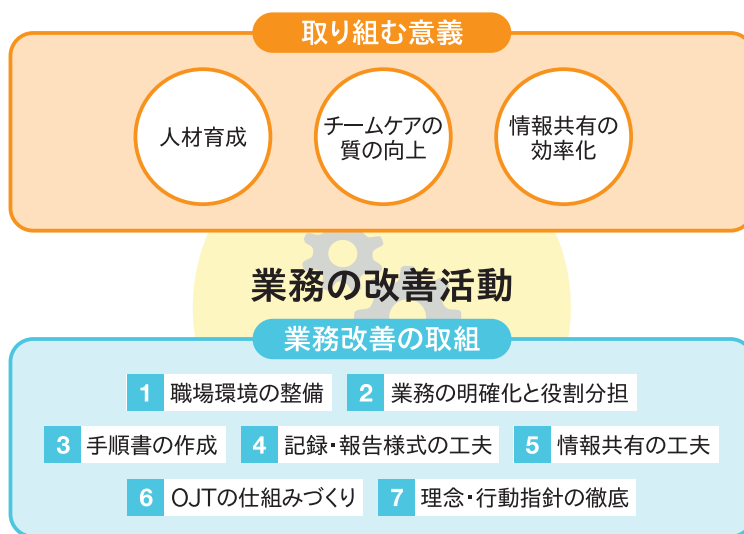 取り組む意義
人材育成
チームケアの
質の向上
情報共有の
効率化
業務の改善活動
業務改善の取組
1 職場環境の整備
2 業務の明確化と役割分担
3 手順書の作成
4 記録・報告様式の工夫
5 情報共有の工夫
6 OJTの仕組みづくり
7 理念・行動指針の徹底